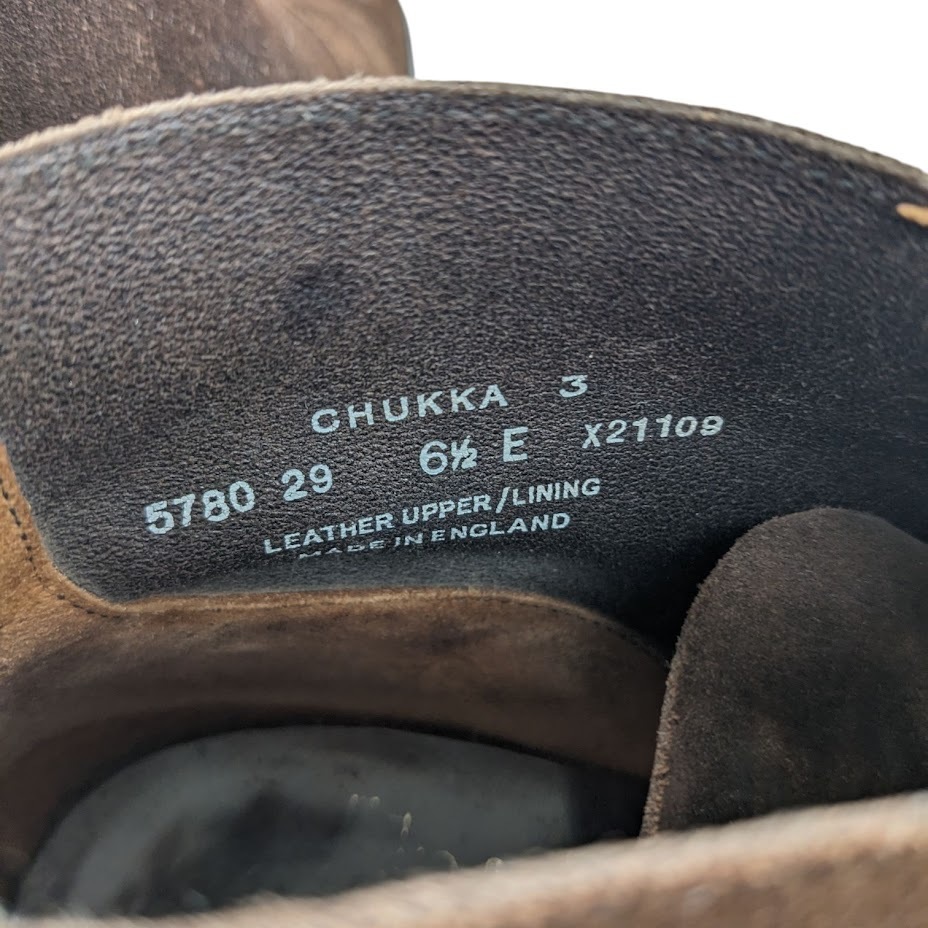 CHUKKA 3
5780 29 6½ E X21109
LEATHER UPPER/LINING
MADE IN ENGLAND